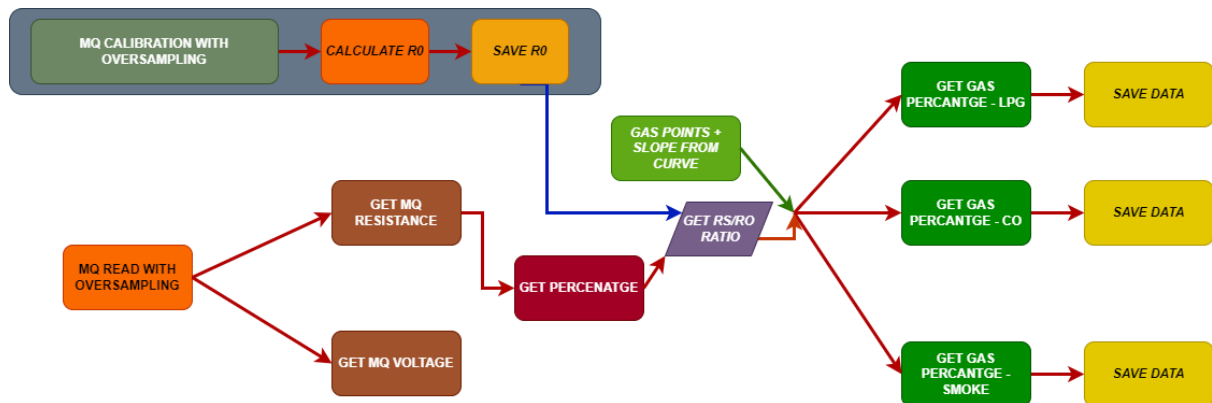 MQ CALIBRATION WITH
OVERSAMPLING
CALCULATE R0
SAVE R0
GET GAS
PERCANTGE - LPG
SAVE DATA
GAS POINTS +
SLOPE FROM
CURVE
GET MQ
RESISTANCE
GET RS/RO
RATIO
GET GAS
PERCANTGE - CO
SAVE DATA
MQ READ WITH
OVERSAMPLING
GET PERCENATGE
GET MQ VOLTAGE
GET GAS
PERCANTGE -
SMOKE
SAVE DATA